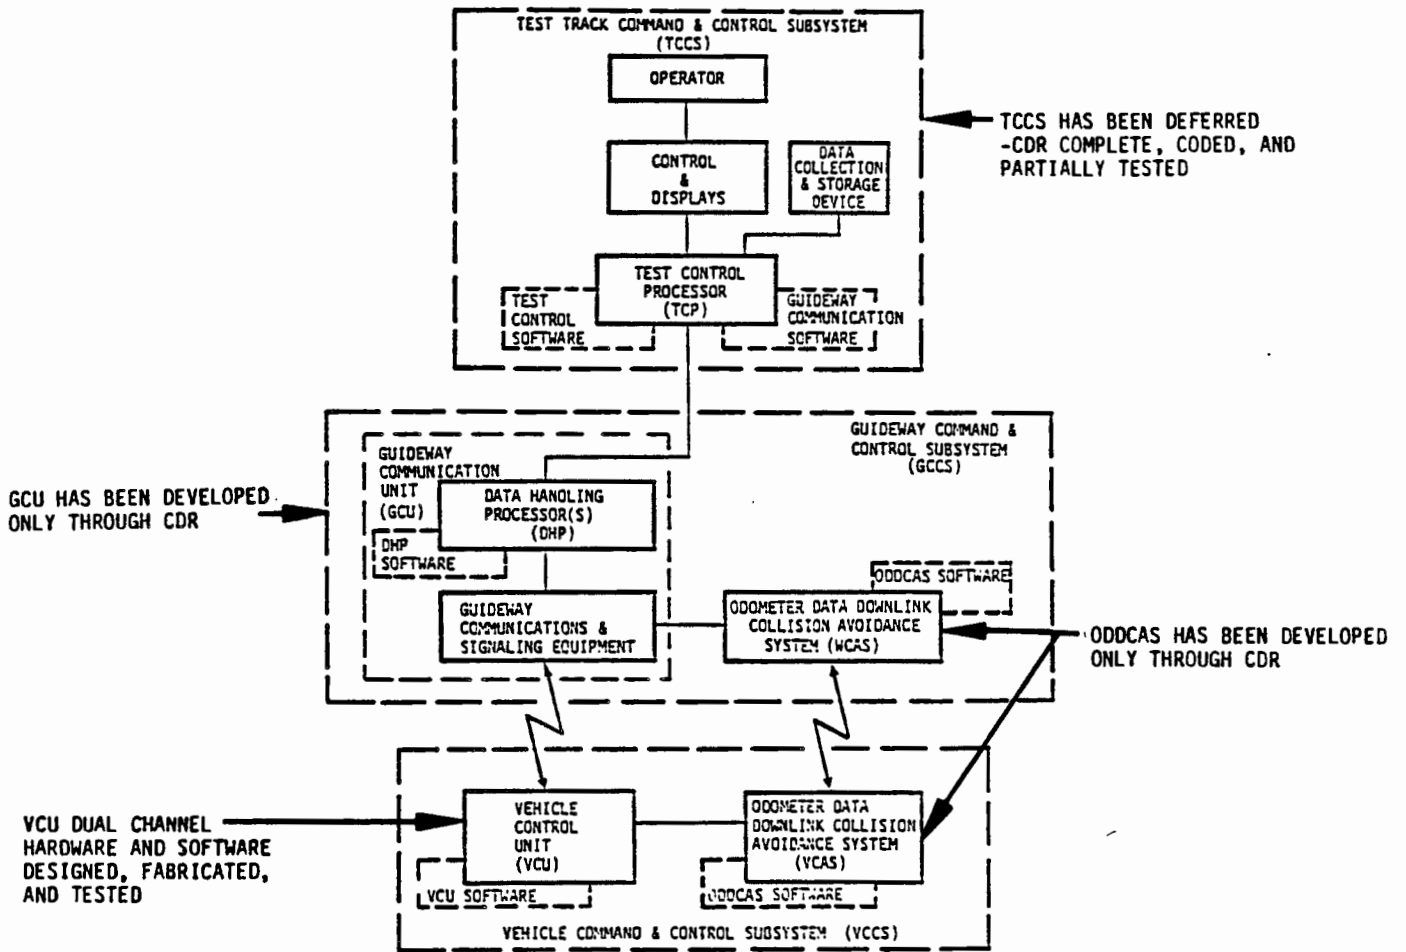 TEST TRACK COMMAND & CONTROL SUBSYSTEM
(TCCS)
OPERATOR
CONTROL
&
DISPLAYS
DATA
COLLECTION
& STORAGE
DEVICE
TCCS HAS BEEN DEFERRED
-CDR COMPLETE, CODED, AND
PARTIALLY TESTED
TEST CONTROL
PROCESSOR
(TCP)
TEST
CONTROL
SOFTWARE
GUIDEWAY
COMMUNICATION
SOFTWARE
GUIDEWAY COMMAND &
CONTROL SUBSYSTEM
(GCCS)
GUIDEWAY
COMMUNICATION
UNIT
(GCU)
GCU HAS BEEN DEVELOPED
ONLY THROUGH CDR
DATA HANDLING
PROCESSOR(S)
(DHP)
DHP
SOFTWARE
ODDCAS SOFTWARE
GUIDEWAY
COMMUNICATIONS &
SIGNALING EQUIPMENT
ODOMETER DATA DOWNLINK
COLLISION AVOIDANCE
SYSTEM (WCAS)
ODDCAS HAS BEEN DEVELOPED
ONLY THROUGH CDR
VCU DUAL CHANNEL
HARDWARE AND SOFTWARE
DESIGNED, FABRICATED,
AND TESTED
VEHICLE
CONTROL
UNIT
(VCU)
VCU SOFTWARE
ODOMETER DATA
DOWNLINK COLLISION
AVOIDANCE SYSTEM
(VCAS)
ODDCAS SOFTWARE
VEHICLE COMMAND & CONTROL SUBSYSTEM (VCCS)